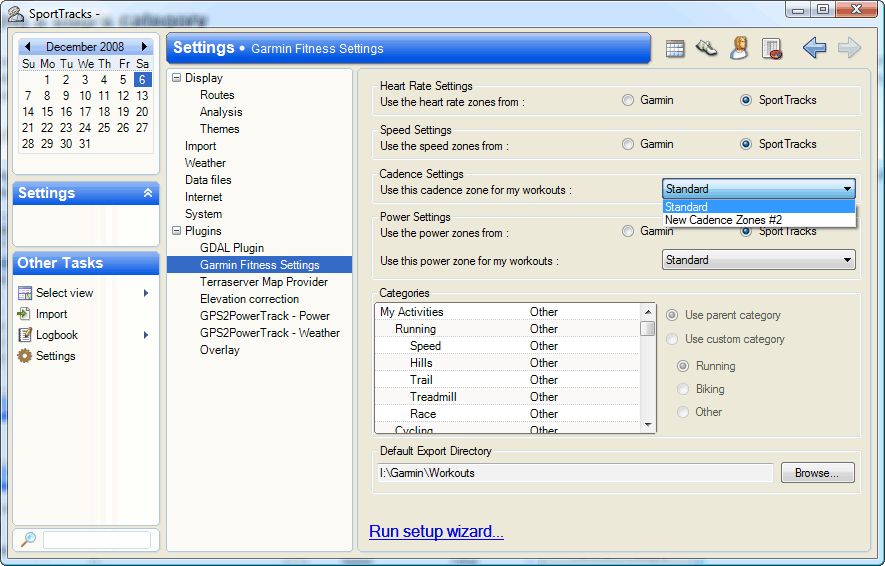 SportTracks -
December 2008
Su Mo Tu We Th Fr Sa
1 2 3 4 5 6
7 8 9 10 11 12 13
14 15 16 17 18 19 20
21 22 23 24 25 26 27
28 29 30 31
Settings
Other Tasks
Select view
Import
Logbook
Settings
Settings • Garmin Fitness Settings
Display
Routes
Analysis
Themes
Import
Weather
Data files
Internet
System
Plugins
GDAL Plugin
Garmin Fitness Settings
Terraserver Map Provider
Elevation correction
GPS2PowerTrack - Power
GPS2PowerTrack - Weather
Overlay
Heart Rate Settings
Use the heart rate zones from : Garmin SportTracks
Speed Settings
Use the speed zones from : Garmin SportTracks
Cadence Settings
Use this cadence zone for my workouts : Standard
Standard
New Cadence Zones #2
Power Settings
Use the power zones from : Garmin SportTracks
Use this power zone for my workouts : Standard
Categories
My Activities Other
Running Other
Speed Other
Hills Other
Trail Other
Treadmill Other
Race Other
Cycling Other
Use parent category
Use custom category
Running
Biking
Other
Default Export Directory
I:\Garmin\Workouts Browse...
Run setup wizard...